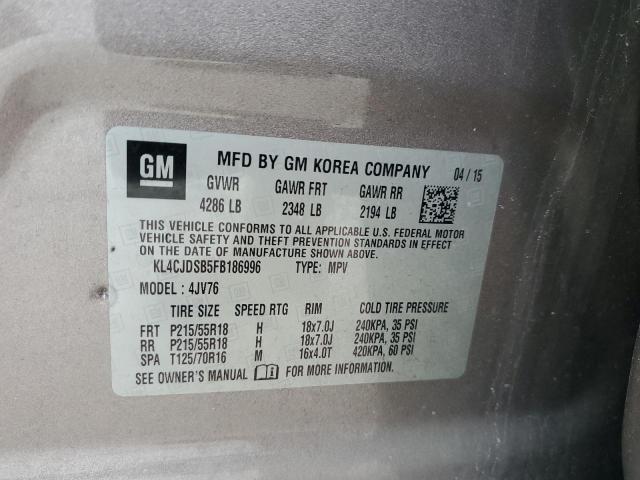 GM MFD BY GM KOREA COMPANY 04/15
GVWR GAWR FRT GAWR RR
4286 LB 2348 LB 2194 LB
THIS VEHICLE CONFORMS TO ALL APPLICABLE U.S. FEDERAL MOTOR
VEHICLE SAFETY AND THEFT PREVENTION STANDARDS IN EFFECT
ON THE DATE OF MANUFACTURE SHOWN ABOVE.
KL4CJDSB5FB186996 TYPE: MPV
MODEL : 4JV76
TIRE SIZE SPEED RTG RIM COLD TIRE PRESSURE
FRT P215/55R18 H 18x7.0J 240KPA, 35 PSI
RR P215/55R18 H 18x7.0J 240KPA, 35 PSI
SPA T125/70R16 M 16x4.0T 420KPA, 60 PSI
SEE OWNER'S MANUAL FOR MORE INFORMATION.